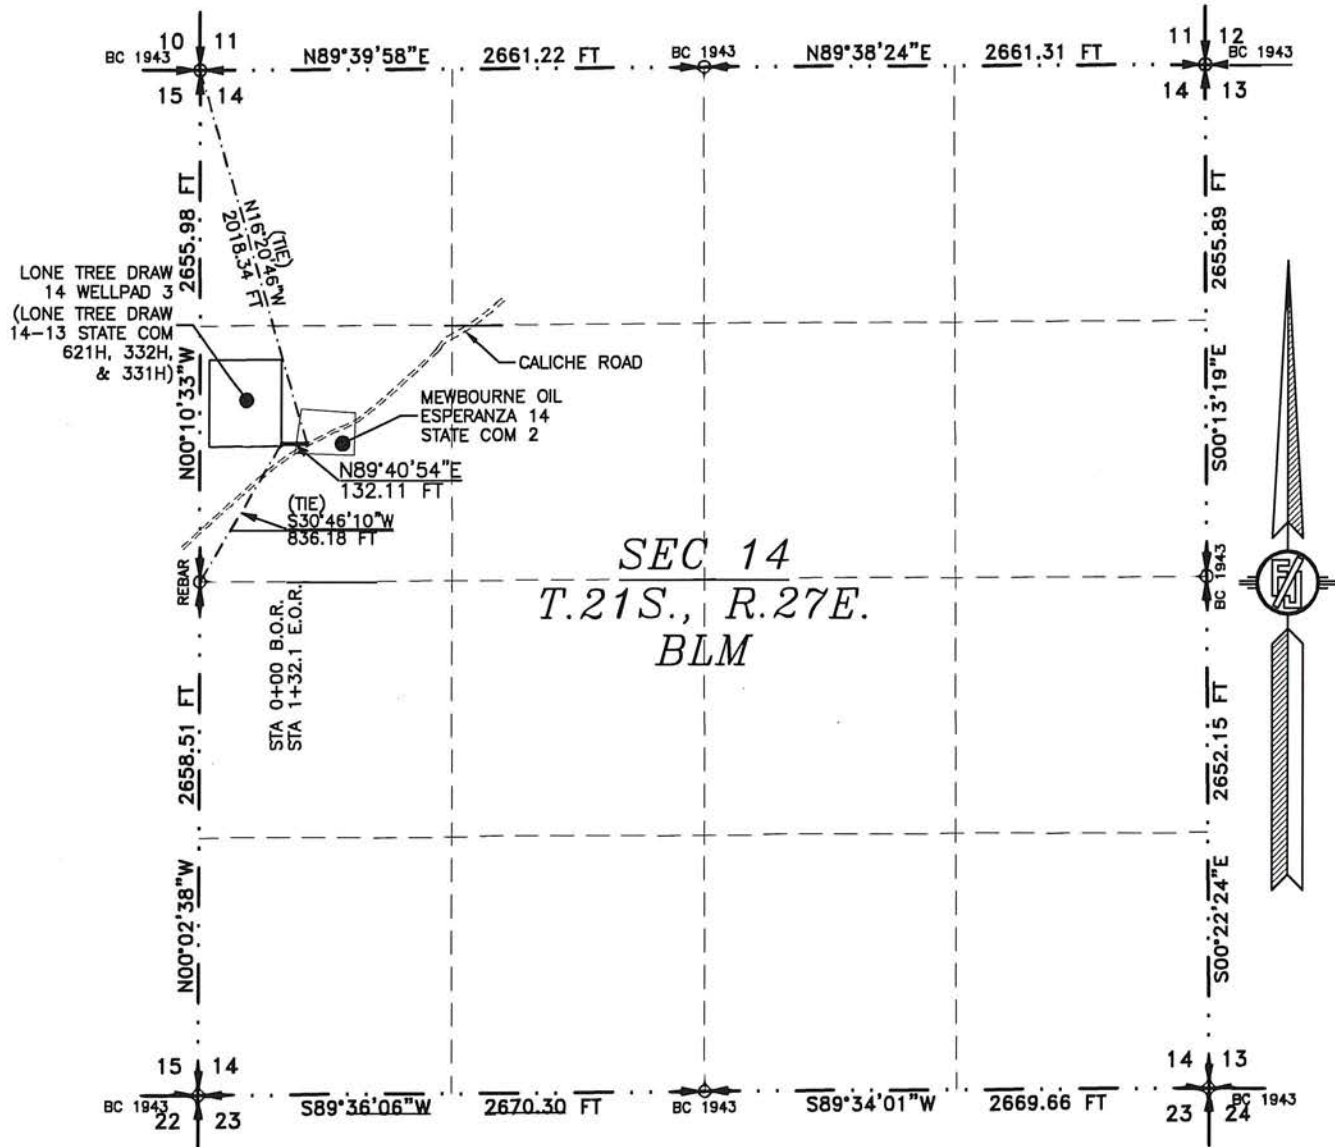 10 11
BC 1943
N89°39'58"E 2661.22 FT
BC 1943
N89°38'24"E 2661.31 FT
11 12
BC 1943
15 14
14 13
2655.98 FT
N00°10'33"W
(TIE)
N16°20'46"W
2018.34 FT
2655.89 FT
S00°13'19"E
LONE TREE DRAW
14 WELLPAD 3
(LONE TREE DRAW
14-13 STATE COM
621H, 332H,
& 331H)
CALICHE ROAD
MEWBOURNE OIL
ESPERANZA 14
STATE COM 2
N89°40'54"E
132.11 FT
(TIE)
S30°46'10"W
836.18 FT
REBAR
STA 0+00 B.O.R.
STA 1+32.1 E.O.R.
SEC 14
T.21S., R.27E.
BLM
BC 1943
2658.51 FT
N00°02'38"W
2652.15 FT
S00°22'24"E
15 14
BC 1943
22 23
S89°36'06"W 2670.30 FT
BC 1943
S89°34'01"W 2669.66 FT
14 13
BC 1943
23 24